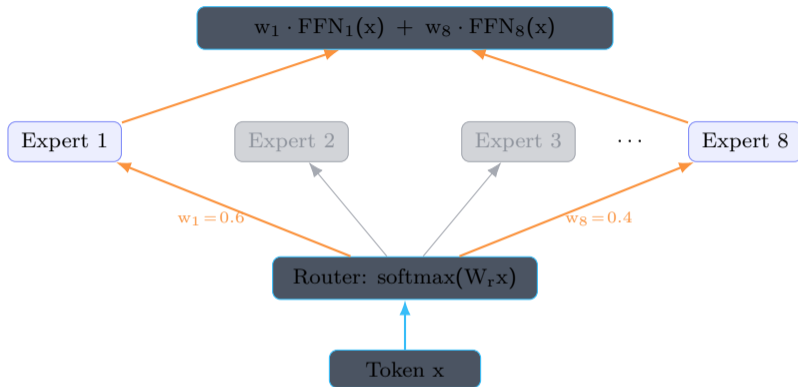 w₁ · FFN₁(x) + w₈ · FFN₈(x)
Expert 1 Expert 2 Expert 3 ··· Expert 8
w₁=0.6 w₈=0.4
Router: softmax(Wᵣx)
Token x